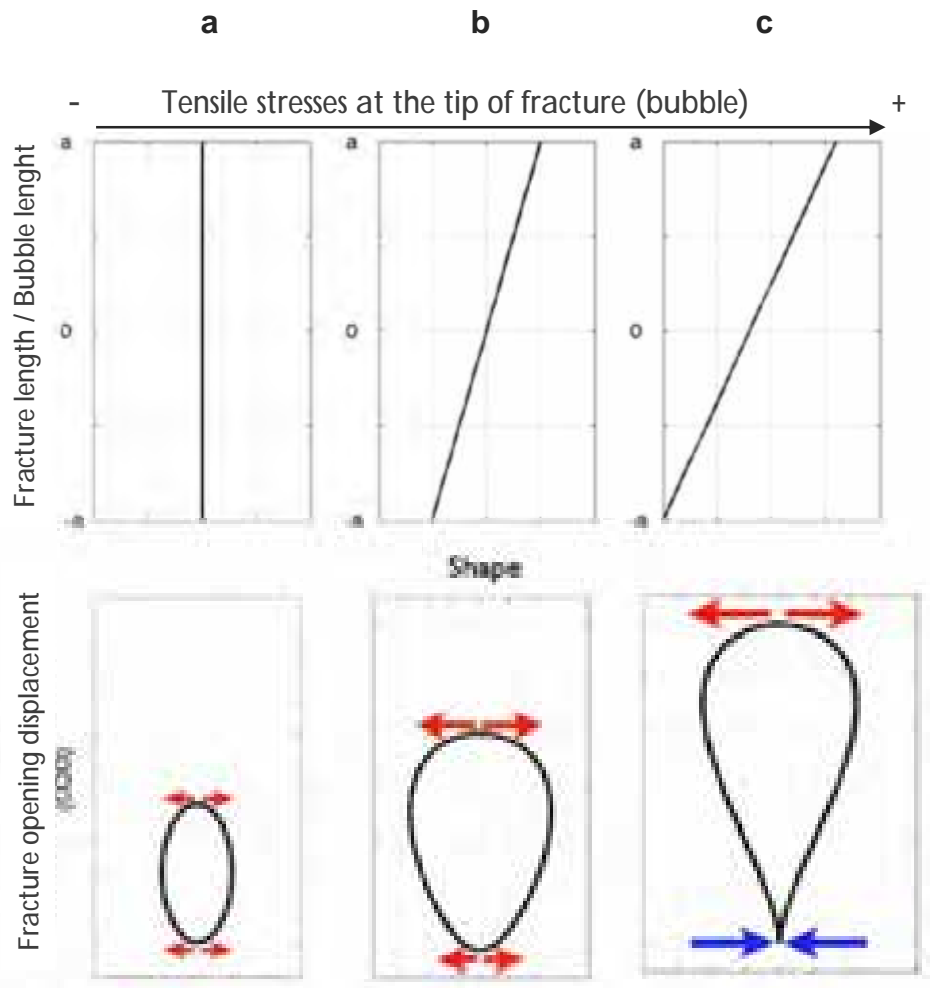 a b c
- Tensile stresses at the tip of fracture (bubble) +
Fracture length / Bubble lenght
a a a
0 0 0
-a -a -a
Shape
Fracture opening displacement